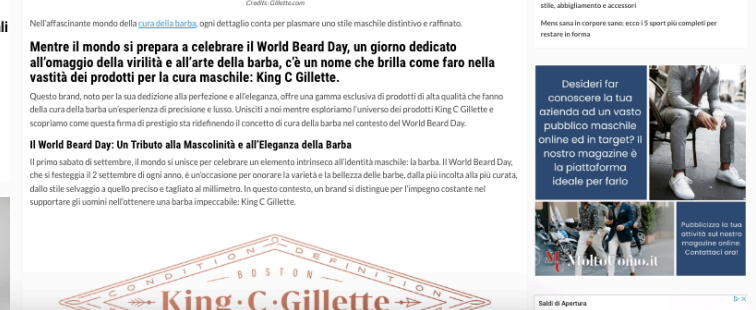 Credits: Gillette.com
Nell'affascinante mondo della cura della barba, ogni dettaglio conta per plasmare uno stile maschile distintivo e raffinato.
Mentre il mondo si prepara a celebrare il World Beard Day, un giorno dedicato
all'omaggio della virilità e all'arte della barba, c'è un nome che brilla come faro nella
vastità dei prodotti per la cura maschile: King C Gillette.
Questo brand, noto per la sua dedizione alla perfezione e all'eleganza, offre una gamma esclusiva di prodotti di alta qualità che fanno
della cura della barba un'esperienza di precisione e lusso. Unisciti a noi mentre esploriamo l'universo dei prodotti King C Gillette e
scopriamo come questa firma di prestigio sta ridefinendo il concetto di cura della barba nel contesto del World Beard Day.
Il World Beard Day: Un Tributo alla Mascolinità e all'Eleganza della Barba
Il primo sabato di settembre, il mondo si unisce per celebrare un elemento intrinseco all'identità maschile: la barba. Il World Beard Day,
che si festeggia il 2 settembre di ogni anno, è un'occasione per onorare la varietà e la bellezza delle barbe, dalla più incolta alla più curata,
dallo stile selvaggio a quello preciso e tagliato al millimetro. In questo contesto, un brand si distingue per l'impegno costante nel
supportare gli uomini nell'ottenere una barba impeccabile: King C Gillette.
CONDITION DEFINITION
BOSTON
King·C·Gillette
stile, abbigliamento e accessori
Mens sana in corpore sano: ecco i 5 sport più completi per
restare in forma
Desideri far
conoscere la tua
azienda ad un vasto
pubblico maschile
online ed in target? Il
nostro magazine è
la piattaforma
ideale per farlo
MU MoltoUomo.it
Pubblicizza la tua
attività sul nostro
magazine online.
Contattaci ora!
Saldi di Apertura